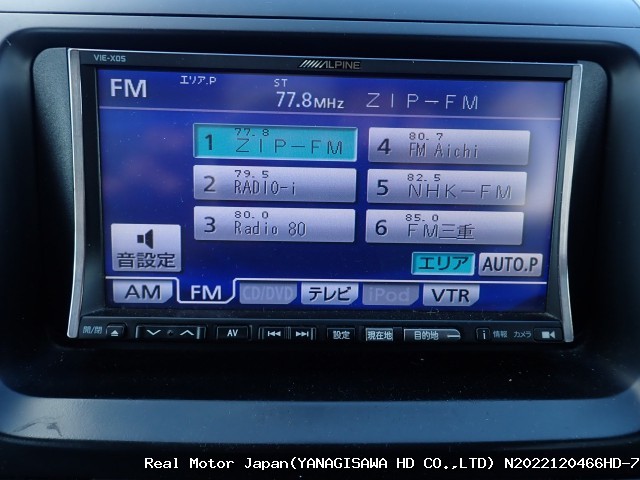 VIE-X05
ALPINE
FM エリア.P ST 77.8MHz ZIP-FM
1 77.8 ZIP-FM
4 80.7 FM Aichi
2 79.5 RADIO-i
5 82.5 NHK-FM
3 80.0 Radio 80
6 85.0 FM三重
音設定
エリア AUTO.P
AM FM CD/DVD テレビ iPod VTR
開/閉 AV 設定 現在地 目的地 i 情報 カメラ
Real Motor Japan(YANAGISAWA HD CO.,LTD) N2022120466HD-7